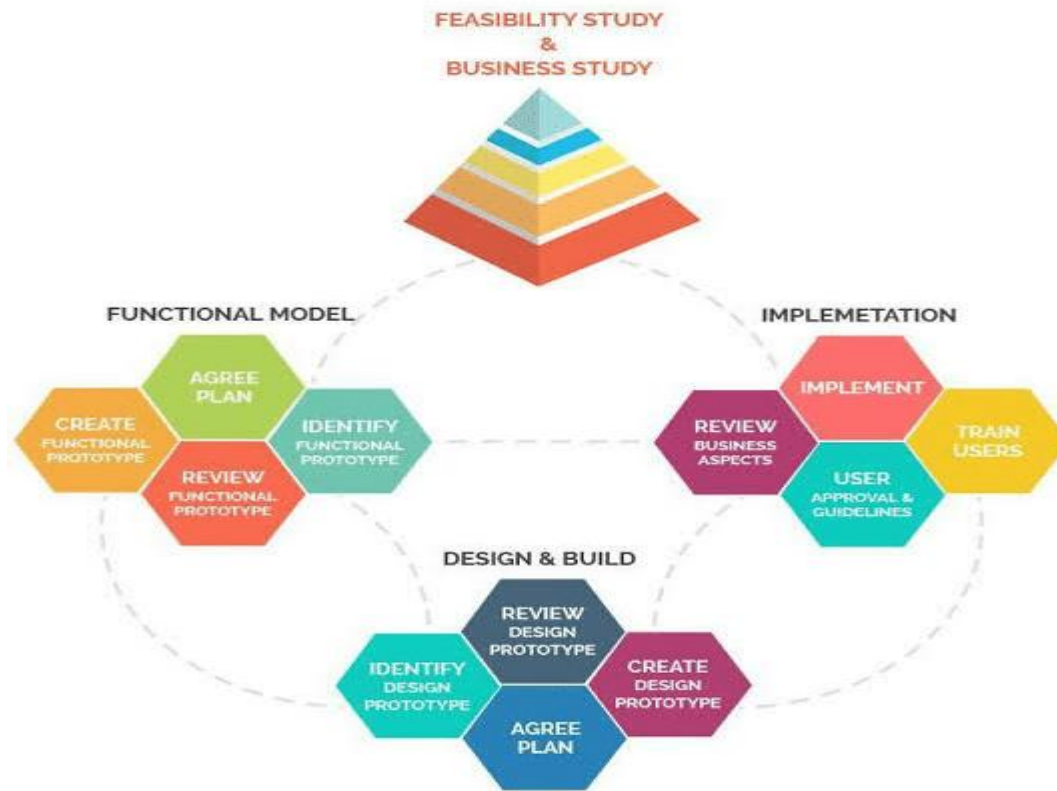 FEASIBILITY STUDY
&
BUSINESS STUDY
FUNCTIONAL MODEL
AGREE
PLAN
CREATE
FUNCTIONAL
PROTOTYPE
IDENTIFY
FUNCTIONAL
PROTOTYPE
REVIEW
FUNCTIONAL
PROTOTYPE
IMPLEMETATION
IMPLEMENT
REVIEW
BUSINESS
ASPECTS
TRAIN
USERS
USER
APPROVAL &
GUIDELINES
DESIGN & BUILD
REVIEW
DESIGN
PROTOTYPE
IDENTIFY
DESIGN
PROTOTYPE
CREATE
DESIGN
PROTOTYPE
AGREE
PLAN